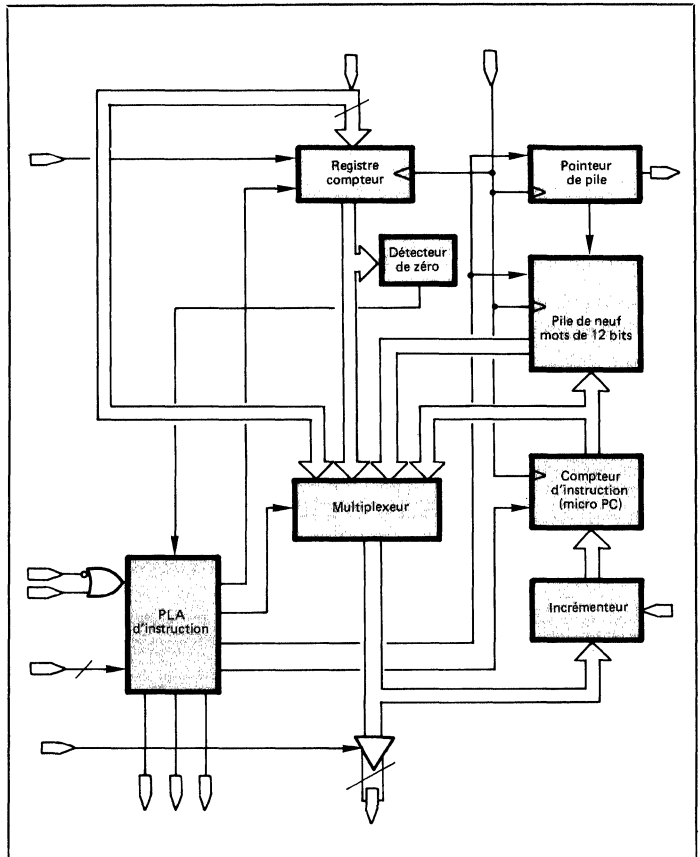 Registre
compteur
Pointeur
de pile
Détecteur
de zéro
Pile de neuf
mots de 12 bits
Multiplexeur
Compteur
d'instruction
(micro PC)
PLA
d'instruction
Incrémenteur